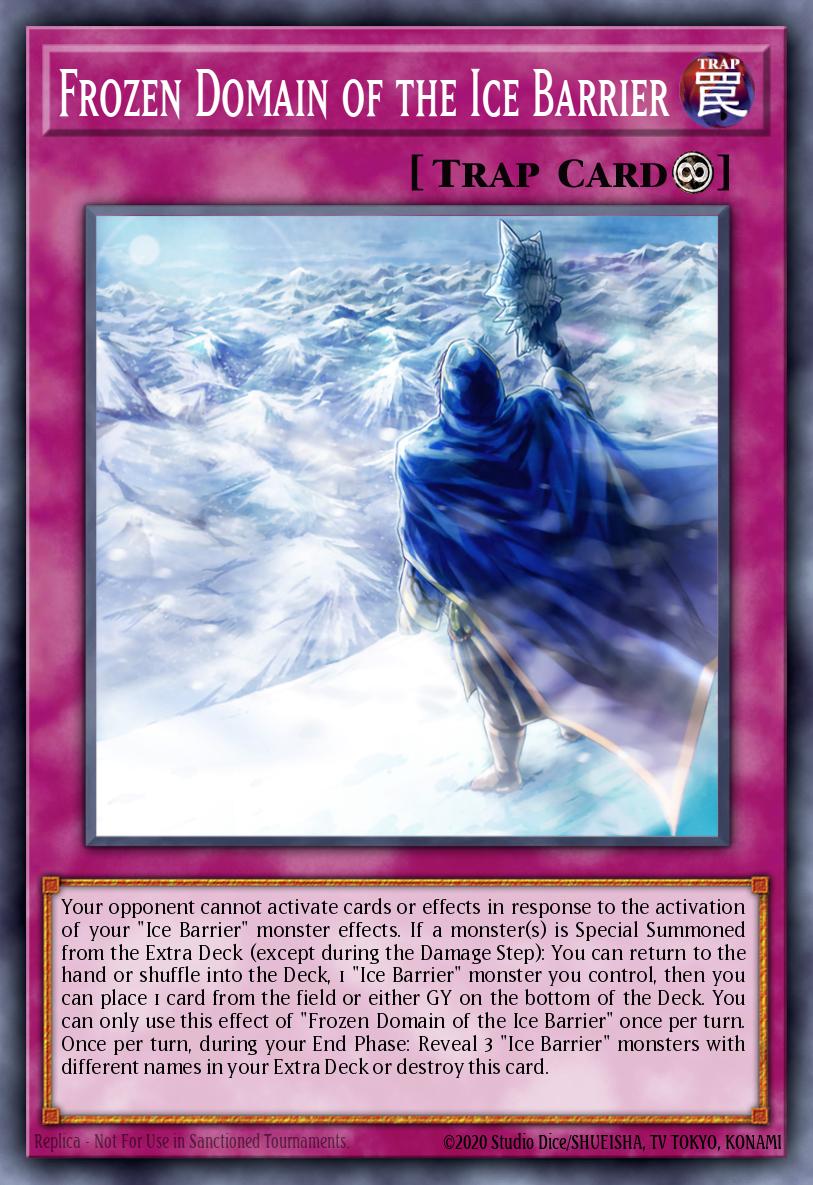 FROZEN DOMAIN OF THE ICE BARRIER
TRAP
罠
[ TRAP CARD ]
Your opponent cannot activate cards or effects in response to the activation
of your "Ice Barrier" monster effects. If a monster(s) is Special Summoned
from the Extra Deck (except during the Damage Step): You can return to the
hand or shuffle into the Deck, 1 "Ice Barrier" monster you control, then you
can place 1 card from the field or either GY on the bottom of the Deck. You
can only use this effect of "Frozen Domain of the Ice Barrier" once per turn.
Once per turn, during your End Phase: Reveal 3 "Ice Barrier" monsters with
different names in your Extra Deck or destroy this card.
Replica - Not For Use in Sanctioned Tournaments.
©2020 Studio Dice/SHUEISHA, TV TOKYO, KONAMI